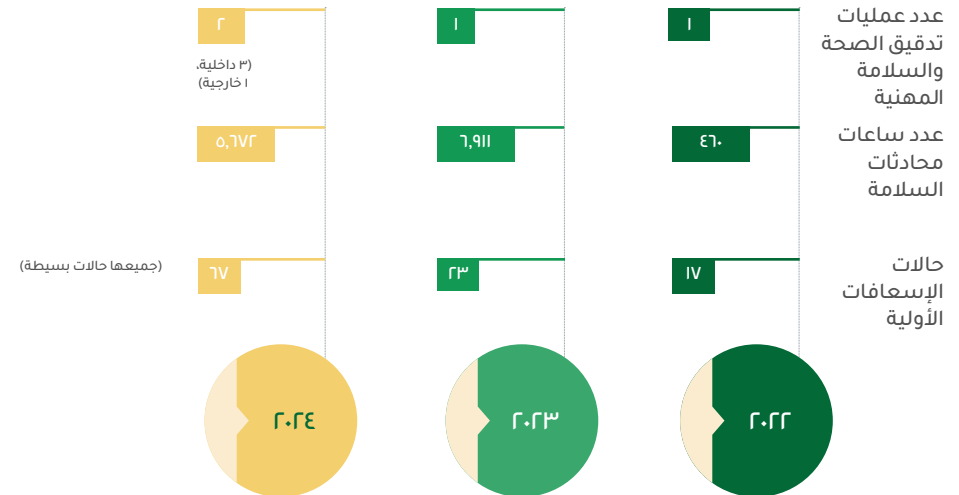 عدد عمليات
تدقيق الصحة
والسلامة
المهنية
١
١
٢
(٣ داخلية،
١ خارجية)
عدد ساعات
محادثات
السلامة
٤٦٠
٦,٩١١
٥,٦٧٢
حالات
الإسعافات
الأولية
١٧
٢٣
٦٧
(جميعها حالات بسيطة)
٢٠٢٢
٢٠٢٣
٢٠٢٤